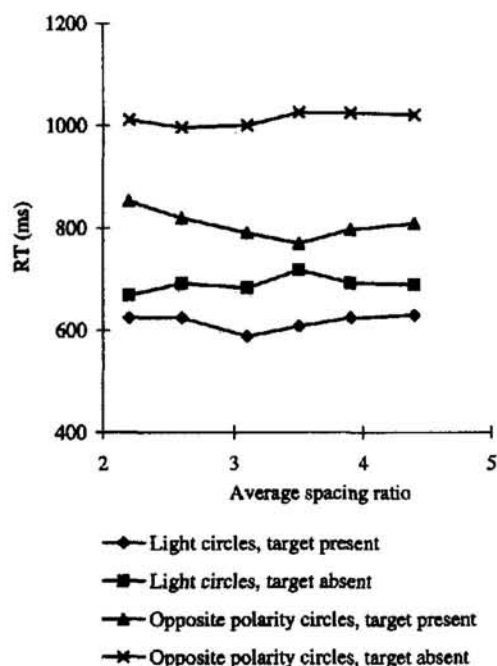 1200
1000
800
600
400
RT (ms)
2 3 4 5
Average spacing ratio
Light circles, target present
Light circles, target absent
Opposite polarity circles, target present
Opposite polarity circles, target absent